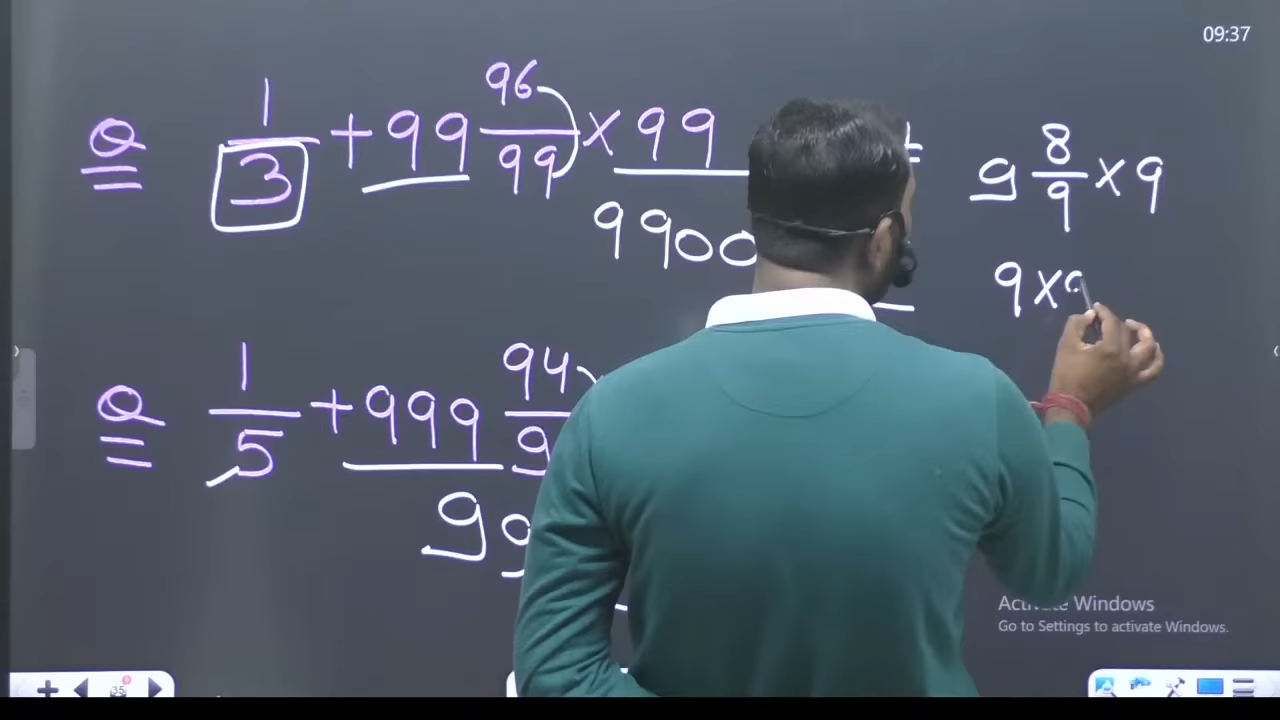 09:37
Q 1/3 + 99 96/99 × 99
9900
9 8/9 × 9
9 × 9
Q 1/5 + 999 94/9
99
Activate Windows
Go to Settings to activate Windows.
35